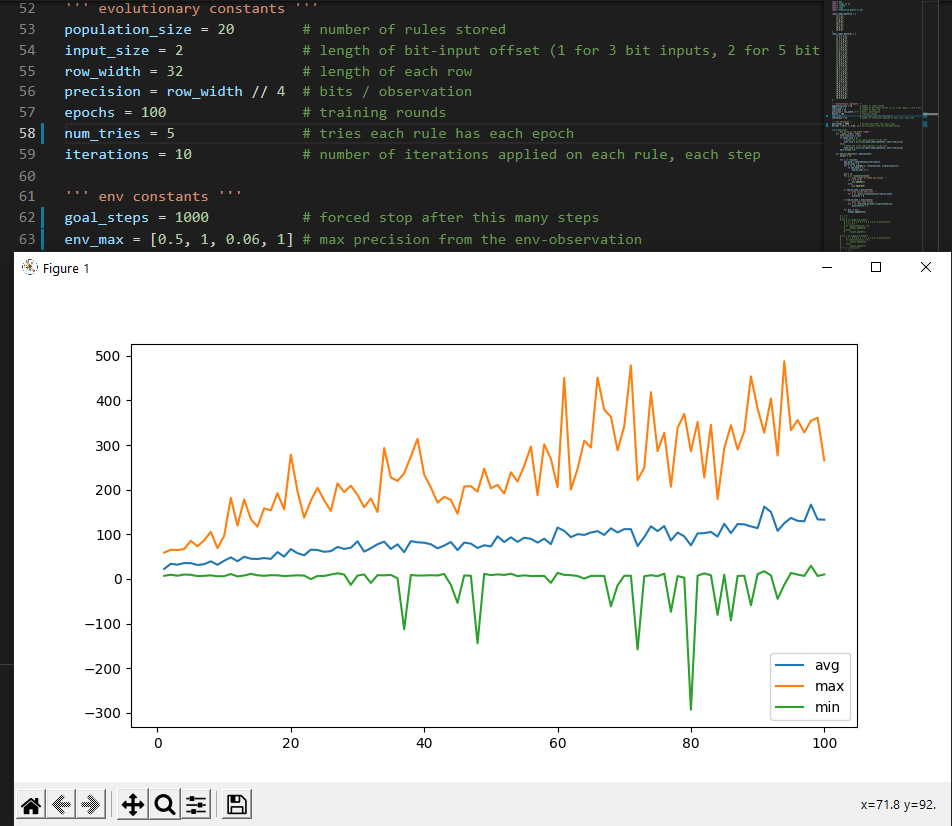 52 ''' evolutionary constants '''
53 population_size = 20 # number of rules stored
54 input_size = 2 # length of bit-input offset (1 for 3 bit inputs, 2 for 5 bit
55 row_width = 32 # length of each row
56 precision = row_width // 4 # bits / observation
57 epochs = 100 # training rounds
58 num_tries = 5 # tries each rule has each epoch
59 iterations = 10 # number of iterations applied on each rule, each step
60
61 ''' env constants '''
62 goal_steps = 1000 # forced stop after this many steps
63 env_max = [0.5, 1, 0.06, 1] # max precision from the env-observation
Figure 1
500
400
300
200
100
0
−100
−200
−300
avg
max
min
0 20 40 60 80 100
x=71.8 y=92.